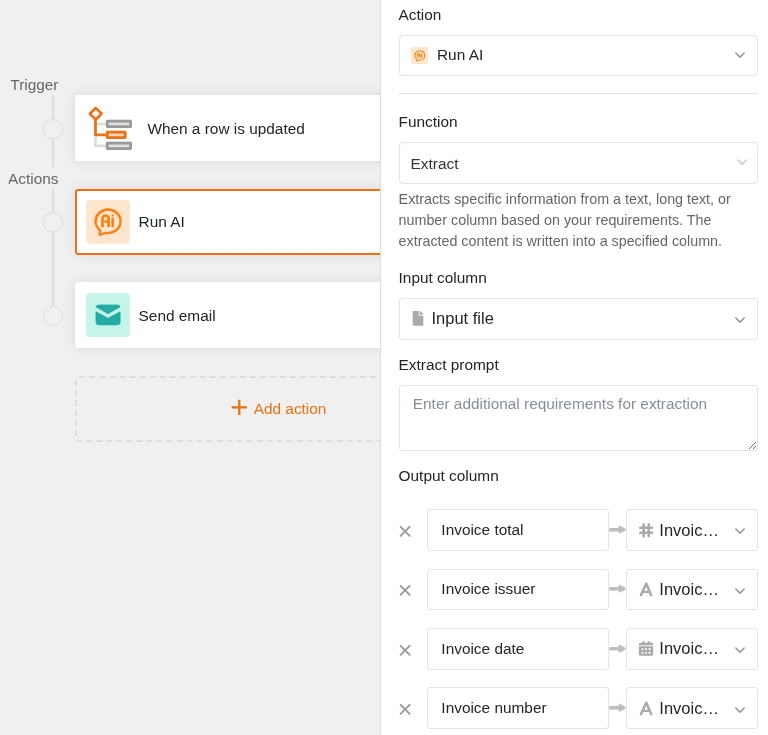 Trigger
When a row is updated
Actions
Run AI
Send email
Add action
Action
Run AI
Function
Extract
Extracts specific information from a text, long text, or
number column based on your requirements. The
extracted content is written into a specified column.
Input column
Input file
Extract prompt
Enter additional requirements for extraction
Output column
Invoice total
Invoic...
Invoice issuer
Invoic...
Invoice date
Invoic...
Invoice number
Invoic...